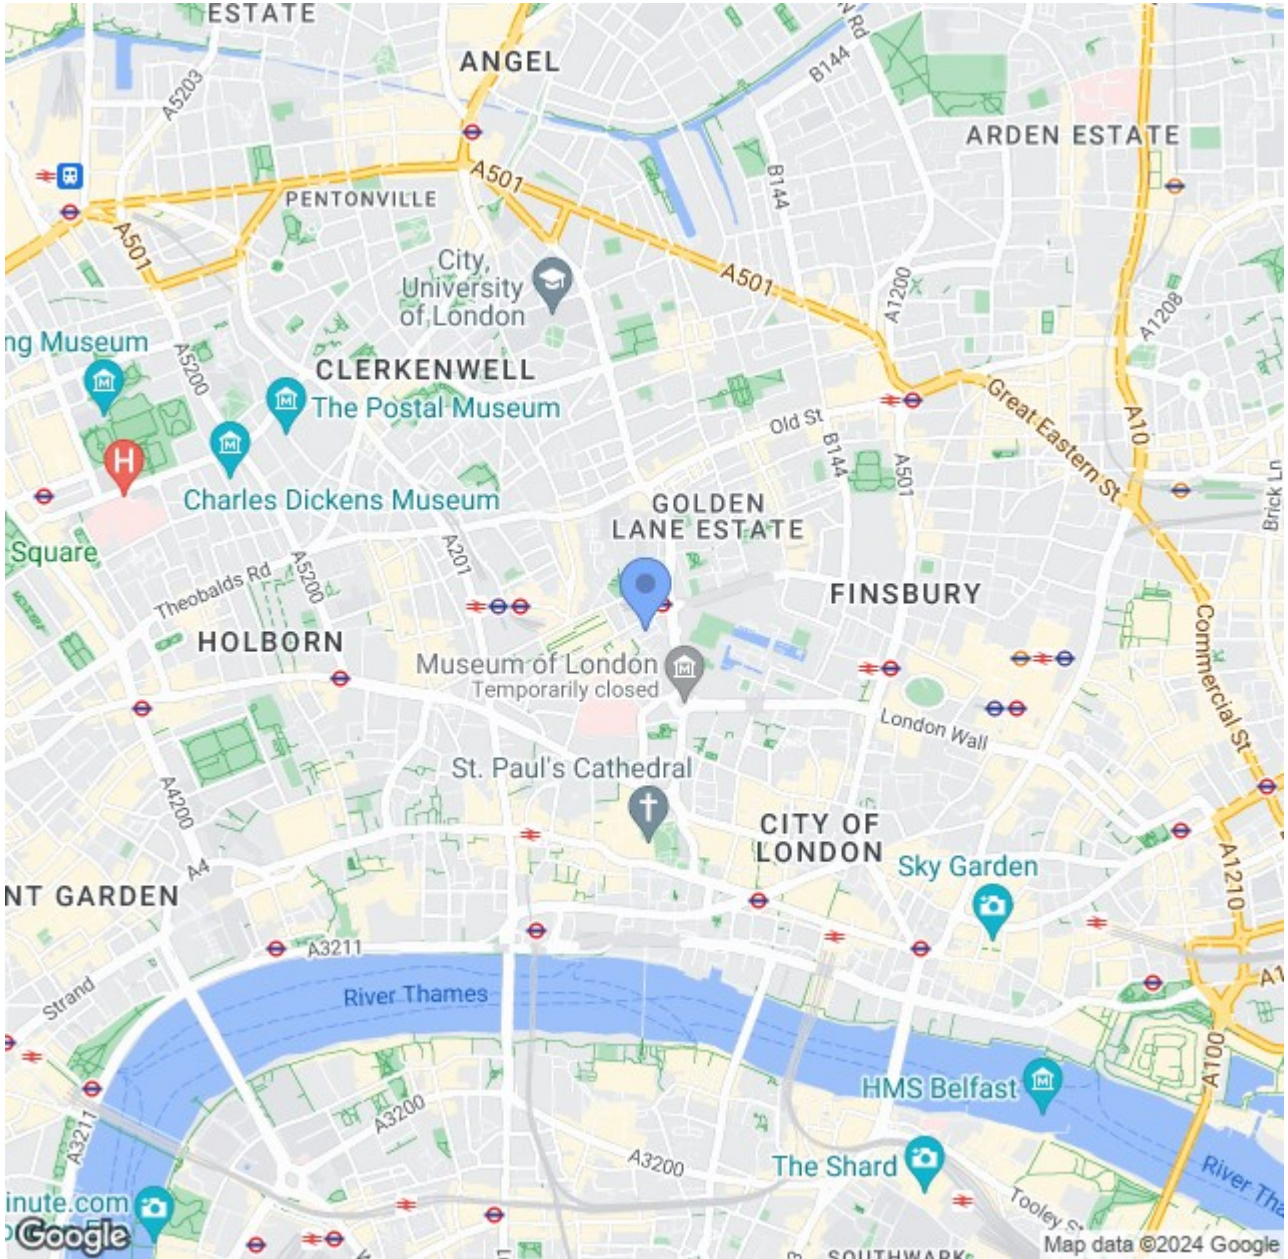 ESTATE
ANGEL
N Rd
B144
A5203
ARDEN ESTATE
A501
B144
PENTONVILLE
A501
City,
University
of London
A501
A1200
A1208
ng Museum
A5200
CLERKENWELL
The Postal Museum
Great Eastern St
A10
Old St
B144
A501
Charles Dickens Museum
GOLDEN
LANE ESTATE
Brick Ln
Square
A201
A5200
Theobalds Rd
FINSBURY
HOLBORN
Commercial St
Museum of London
Temporarily closed
London Wall
St. Paul's Cathedral
A4200
CITY OF
LONDON
A4
Sky Garden
A1210
NT GARDEN
A3211
A1
Strand
River Thames
A100
HMS Belfast
A3200
A3211
A3200
The Shard
River Tha
inute.com
Tooley St
Google
Map data ©2024 Google
SOUTHWARK